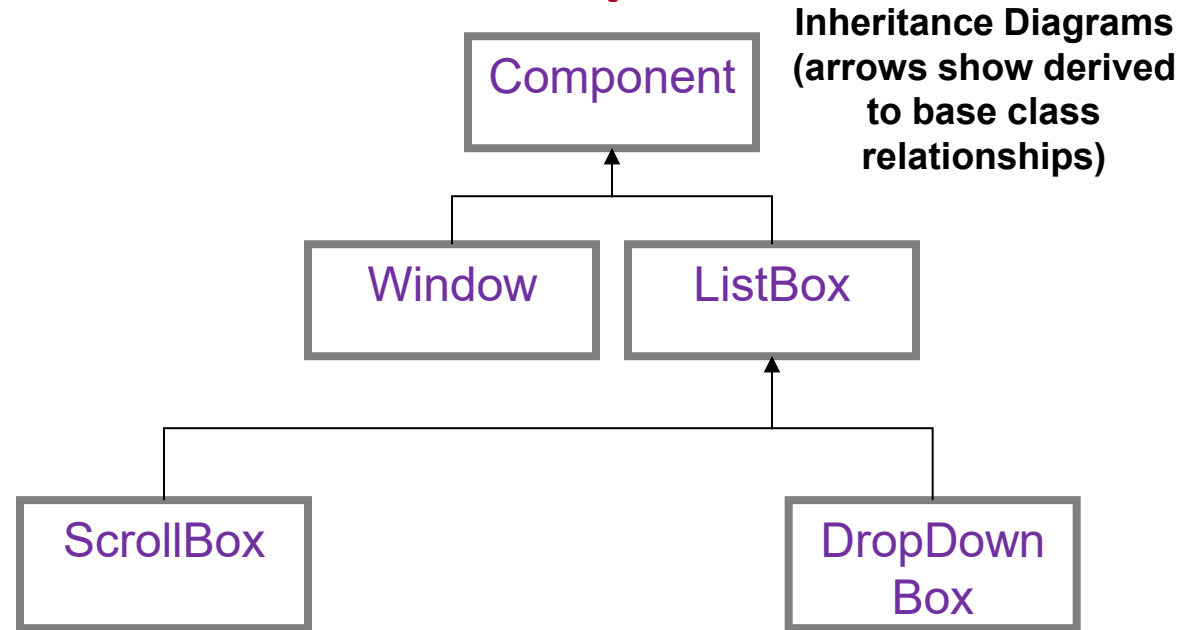 Inheritance Diagrams
(arrows show derived
to base class
relationships)
Component
Window
ListBox
ScrollBox
DropDown
Box